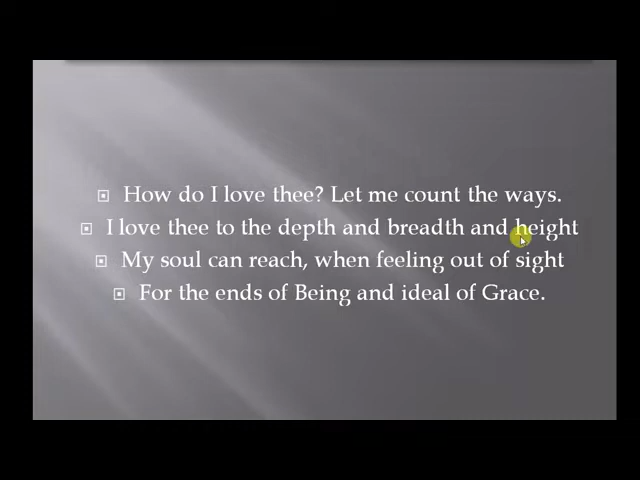 How do I love thee? Let me count the ways.
I love thee to the depth and breadth and height
My soul can reach, when feeling out of sight
For the ends of Being and ideal of Grace.